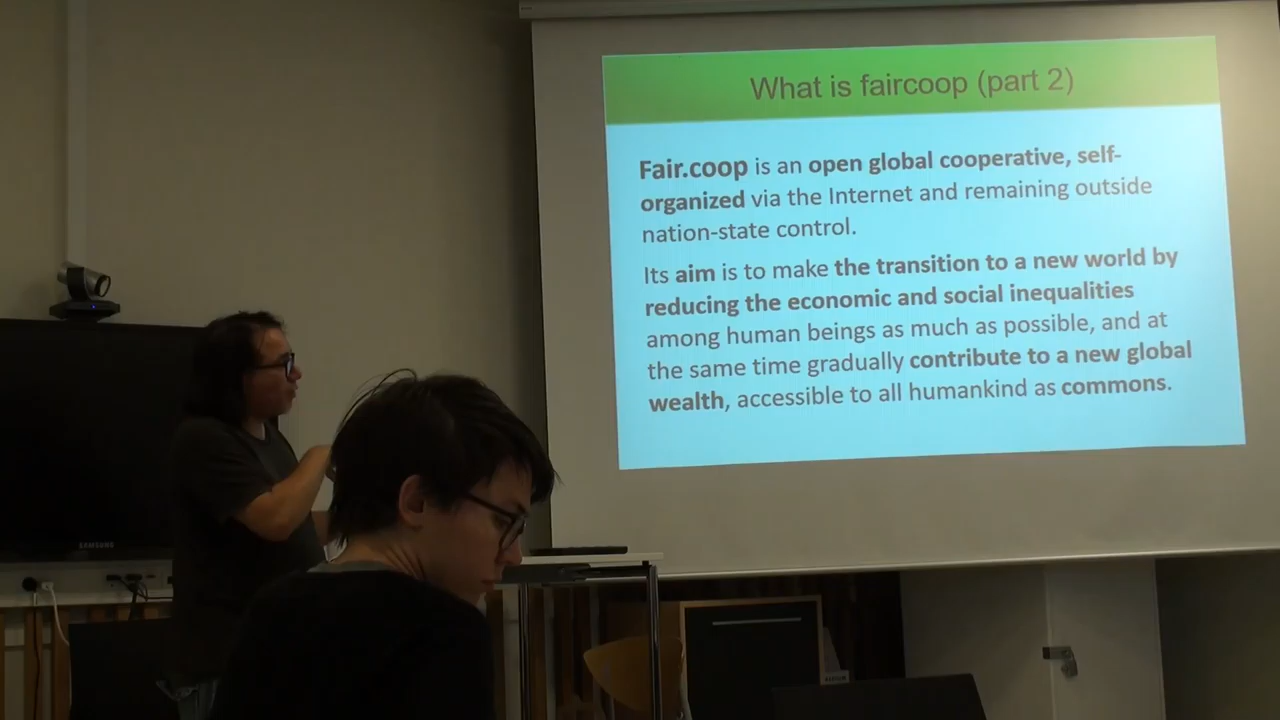 What is faircoop (part 2)
Fair.coop is an open global cooperative, self-
organized via the Internet and remaining outside
nation-state control.
Its aim is to make the transition to a new world by
reducing the economic and social inequalities
among human beings as much as possible, and at
the same time gradually contribute to a new global
wealth, accessible to all humankind as commons.
SAMSUNG